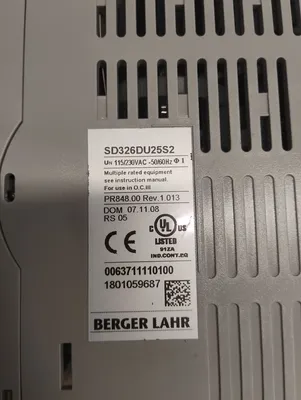 SD326DU25S2
UN 115/230VAC ~50/60Hz Φ 1
Multiple rated equipment
see instruction manual.
For use in O.C.III
PR848.00 Rev.1.013
DOM 07.11.08
RS 05
CE
C UL US
LISTED
91ZA
IND.CONT.EQ
0063711110100
1801059687
BERGER LAHR